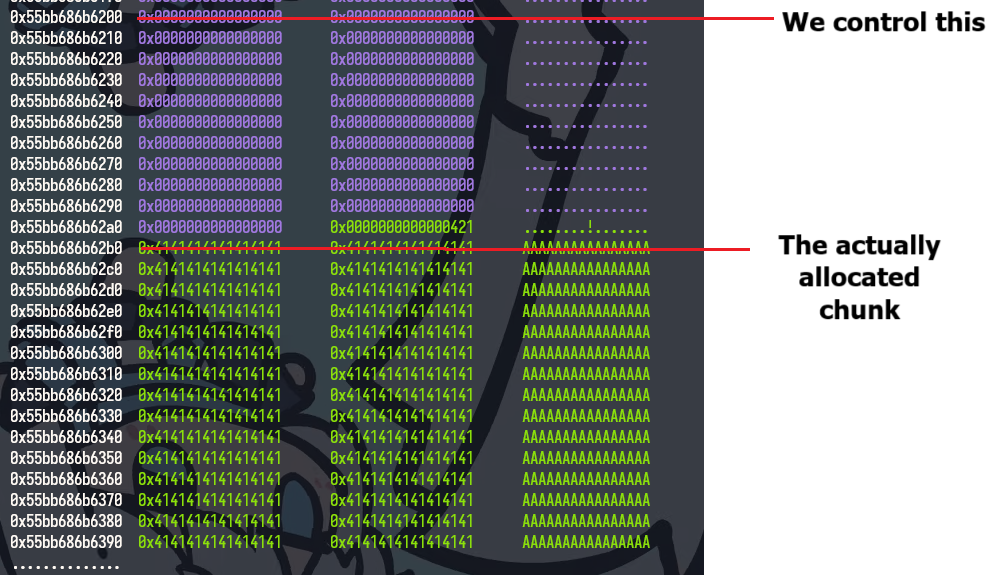 0x55bb686b6200 0x0000000000000000 0x0000000000000000 ................ We control this
0x55bb686b6210 0x0000000000000000 0x0000000000000000 ................
0x55bb686b6220 0x0000000000000000 0x0000000000000000 ................
0x55bb686b6230 0x0000000000000000 0x0000000000000000 ................
0x55bb686b6240 0x0000000000000000 0x0000000000000000 ................
0x55bb686b6250 0x0000000000000000 0x0000000000000000 ................
0x55bb686b6260 0x0000000000000000 0x0000000000000000 ................
0x55bb686b6270 0x0000000000000000 0x0000000000000000 ................
0x55bb686b6280 0x0000000000000000 0x0000000000000000 ................
0x55bb686b6290 0x0000000000000000 0x0000000000000000 ................
0x55bb686b62a0 0x0000000000000000 0x0000000000000421 ........!.......
0x55bb686b62b0 0x4141414141414141 0x4141414141414141 AAAAAAAAAAAAAAAA
The actually
allocated
chunk
0x55bb686b62c0 0x4141414141414141 0x4141414141414141 AAAAAAAAAAAAAAAA
0x55bb686b62d0 0x4141414141414141 0x4141414141414141 AAAAAAAAAAAAAAAA
0x55bb686b62e0 0x4141414141414141 0x4141414141414141 AAAAAAAAAAAAAAAA
0x55bb686b62f0 0x4141414141414141 0x4141414141414141 AAAAAAAAAAAAAAAA
0x55bb686b6300 0x4141414141414141 0x4141414141414141 AAAAAAAAAAAAAAAA
0x55bb686b6310 0x4141414141414141 0x4141414141414141 AAAAAAAAAAAAAAAA
0x55bb686b6320 0x4141414141414141 0x4141414141414141 AAAAAAAAAAAAAAAA
0x55bb686b6330 0x4141414141414141 0x4141414141414141 AAAAAAAAAAAAAAAA
0x55bb686b6340 0x4141414141414141 0x4141414141414141 AAAAAAAAAAAAAAAA
0x55bb686b6350 0x4141414141414141 0x4141414141414141 AAAAAAAAAAAAAAAA
0x55bb686b6360 0x4141414141414141 0x4141414141414141 AAAAAAAAAAAAAAAA
0x55bb686b6370 0x4141414141414141 0x4141414141414141 AAAAAAAAAAAAAAAA
0x55bb686b6380 0x4141414141414141 0x4141414141414141 AAAAAAAAAAAAAAAA
0x55bb686b6390 0x4141414141414141 0x4141414141414141 AAAAAAAAAAAAAAAA
..............